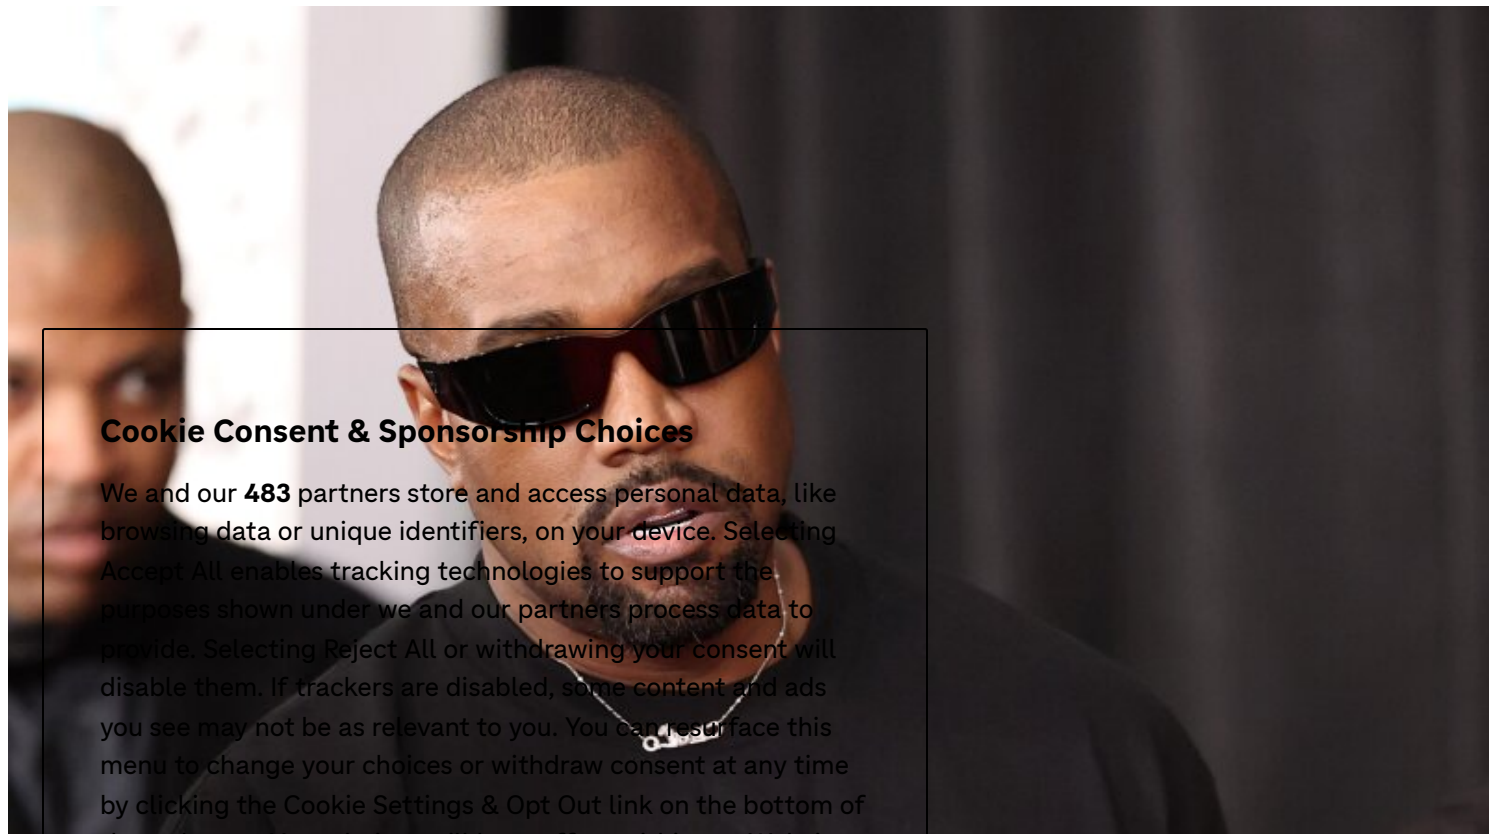 Cookie Consent & Sponsorship Choices
We and our 483 partners store and access personal data, like
browsing data or unique identifiers, on your device. Selecting
Accept All enables tracking technologies to support the
purposes shown under we and our partners process data to
provide. Selecting Reject All or withdrawing your consent will
disable them. If trackers are disabled, some content and ads
you see may not be as relevant to you. You can resurface this
menu to change your choices or withdraw consent at any time
by clicking the Cookie Settings & Opt Out link on the bottom of